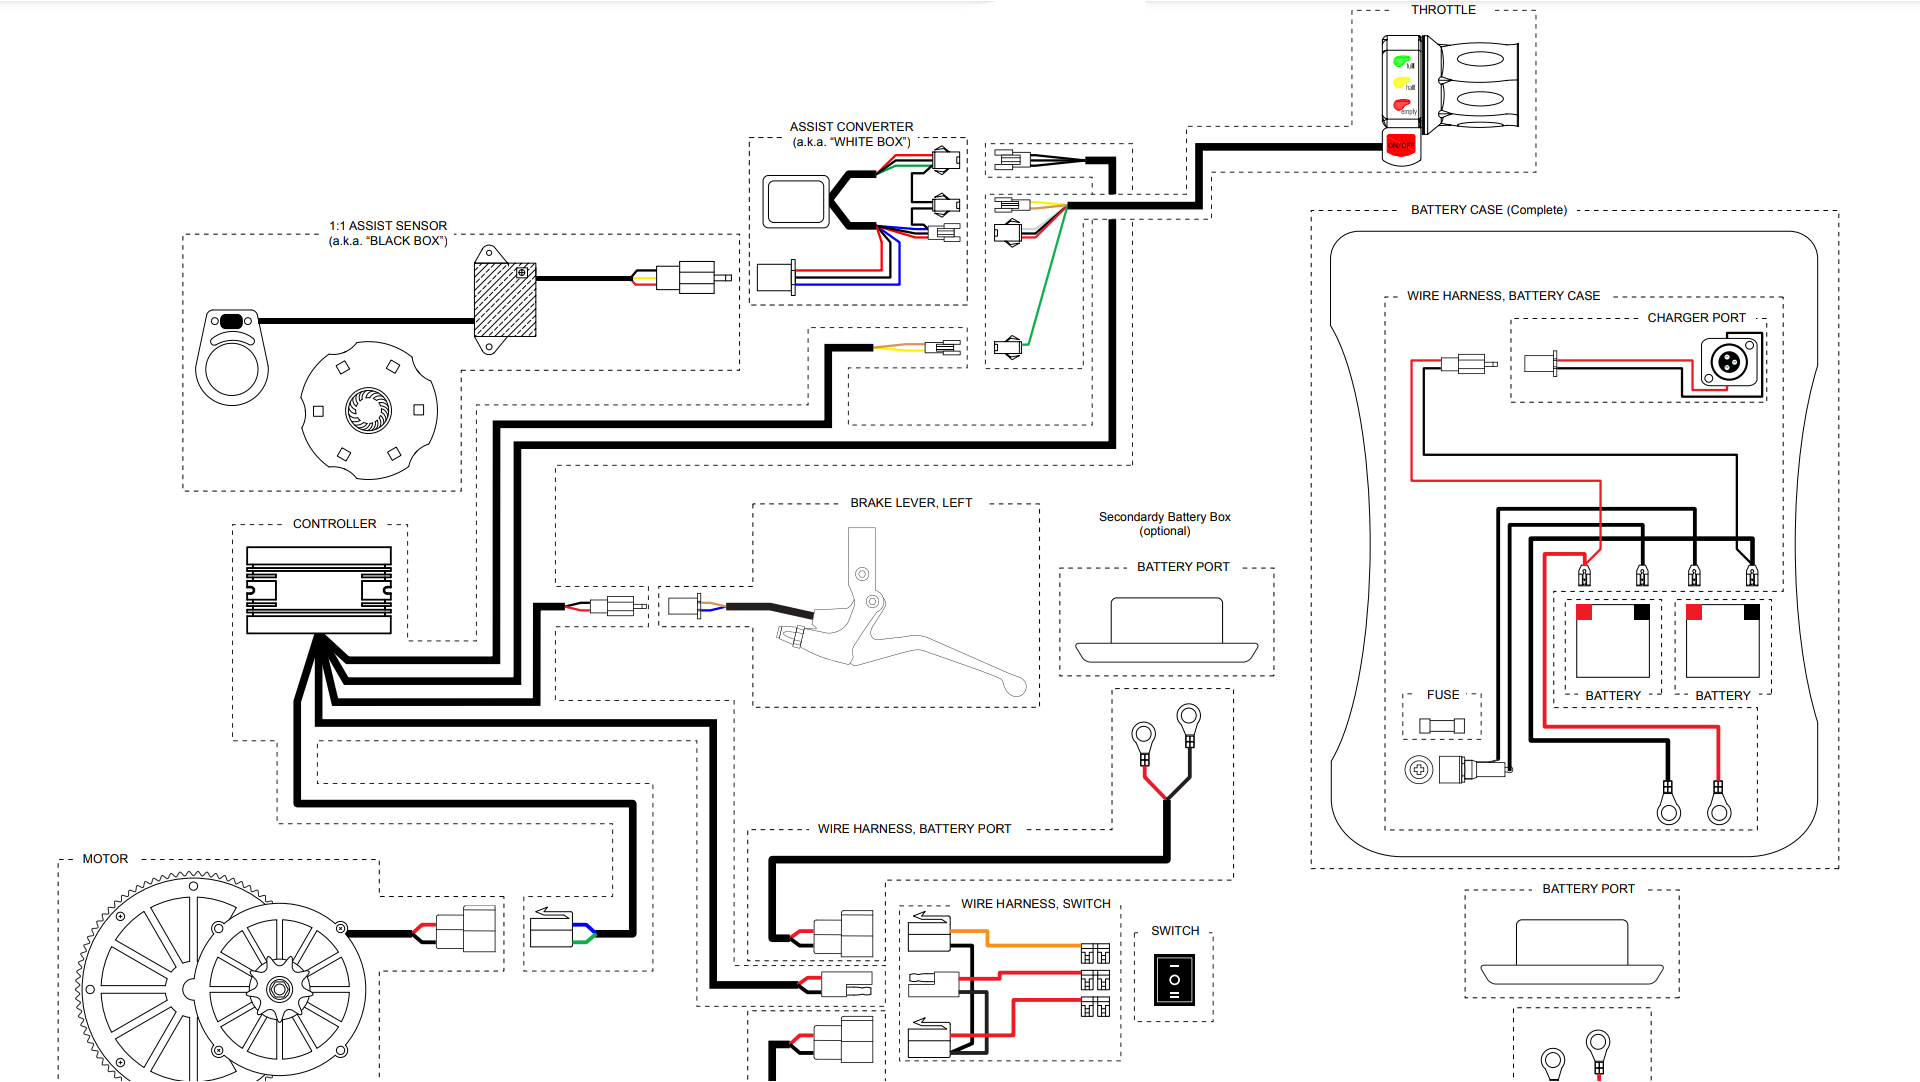 THROTTLE
full
half
empty
ON/OFF
ASSIST CONVERTER
(a.k.a. “WHITE BOX”)
1:1 ASSIST SENSOR
(a.k.a. “BLACK BOX”)
BATTERY CASE (Complete)
WIRE HARNESS, BATTERY CASE
CHARGER PORT
CONTROLLER
BRAKE LEVER, LEFT
Secondardy Battery Box
(optional)
BATTERY PORT
FUSE
BATTERY
BATTERY
WIRE HARNESS, BATTERY PORT
MOTOR
BATTERY PORT
WIRE HARNESS, SWITCH
SWITCH